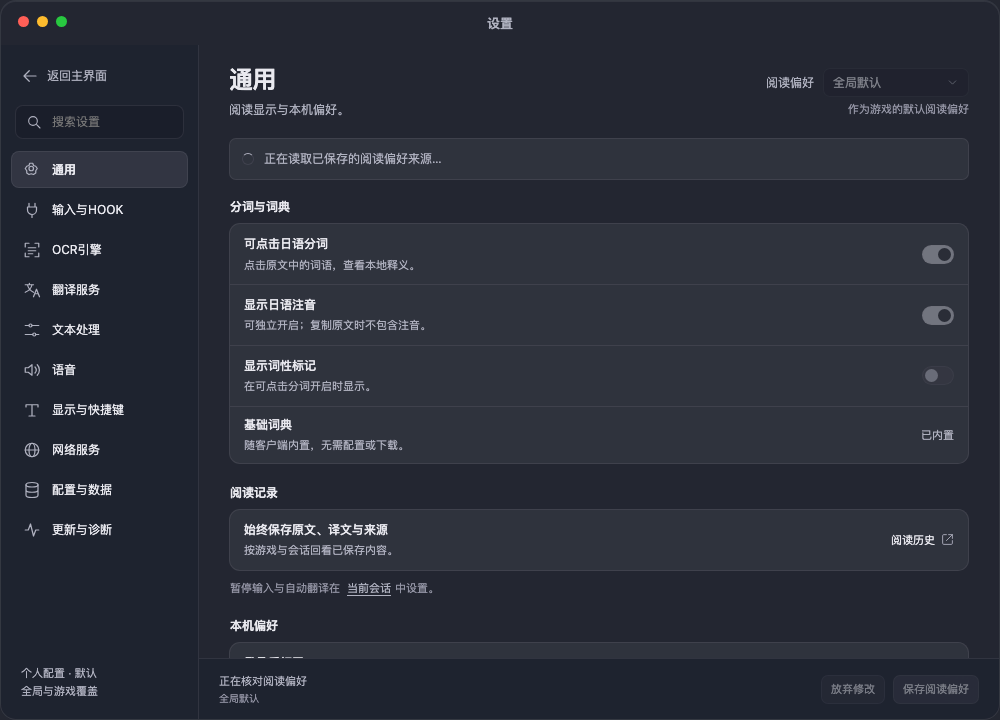 设置
返回主界面
搜索设置
通用
输入与HOOK
OCR引擎
翻译服务
文本处理
语音
显示与快捷键
网络服务
配置与数据
更新与诊断
个人配置 · 默认
全局与游戏覆盖
通用
阅读显示与本机偏好。
阅读偏好
全局默认
作为游戏的默认阅读偏好
正在读取已保存的阅读偏好来源...
分词与词典
可点击日语分词
点击原文中的词语，查看本地释义。
显示日语注音
可独立开启；复制原文时不包含注音。
显示词性标记
在可点击分词开启时显示。
基础词典
随客户端内置，无需配置或下载。
已内置
阅读记录
始终保存原文、译文与来源
按游戏与会话回看已保存内容。
阅读历史
暂停输入与自动翻译在 当前会话 中设置。
本机偏好
正在核对阅读偏好
全局默认
放弃修改
保存阅读偏好